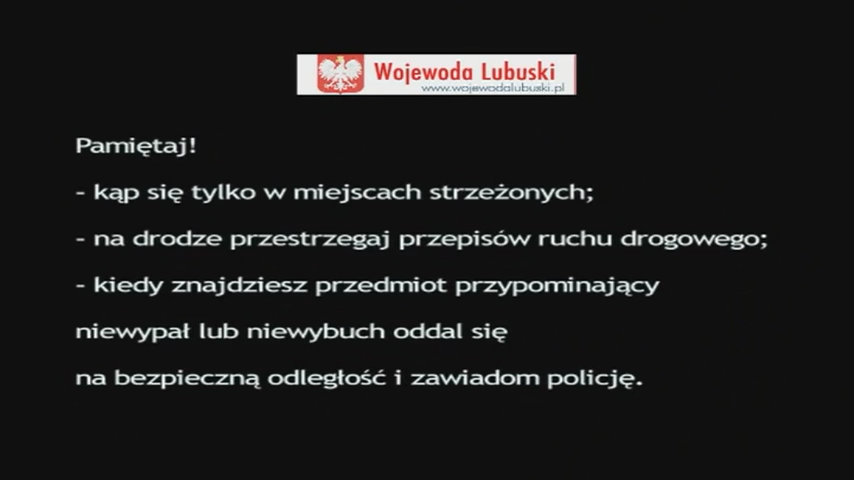 Wojewoda Lubuski
www.wojewodalubuski.pl
Pamiętaj!
- kąp się tylko w miejscach strzeżonych;
- na drodze przestrzegaj przepisów ruchu drogowego;
- kiedy znajdziesz przedmiot przypominający
niewypał lub niewybuch oddal się
na bezpieczną odległość i zawiadom policję.